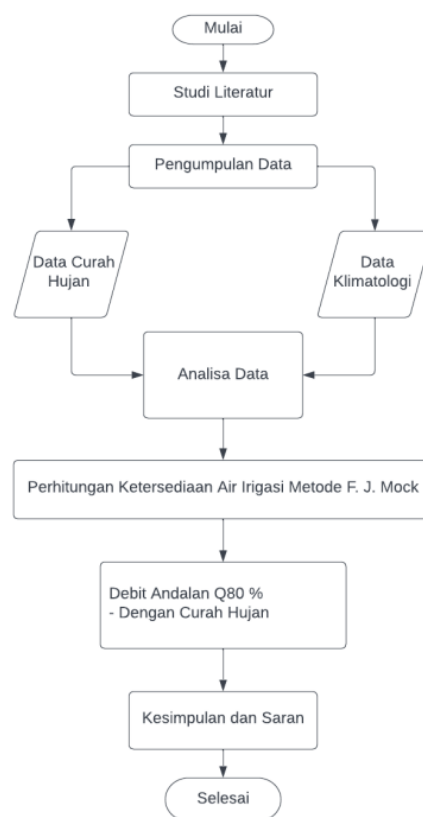 Mulai
Studi Literatur
Pengumpulan Data
Data Curah
Hujan
Data
Klimatologi
Analisa Data
Perhitungan Ketersediaan Air Irigasi Metode F. J. Mock
Debit Andalan Q80 %
- Dengan Curah Hujan
Kesimpulan dan Saran
Selesai